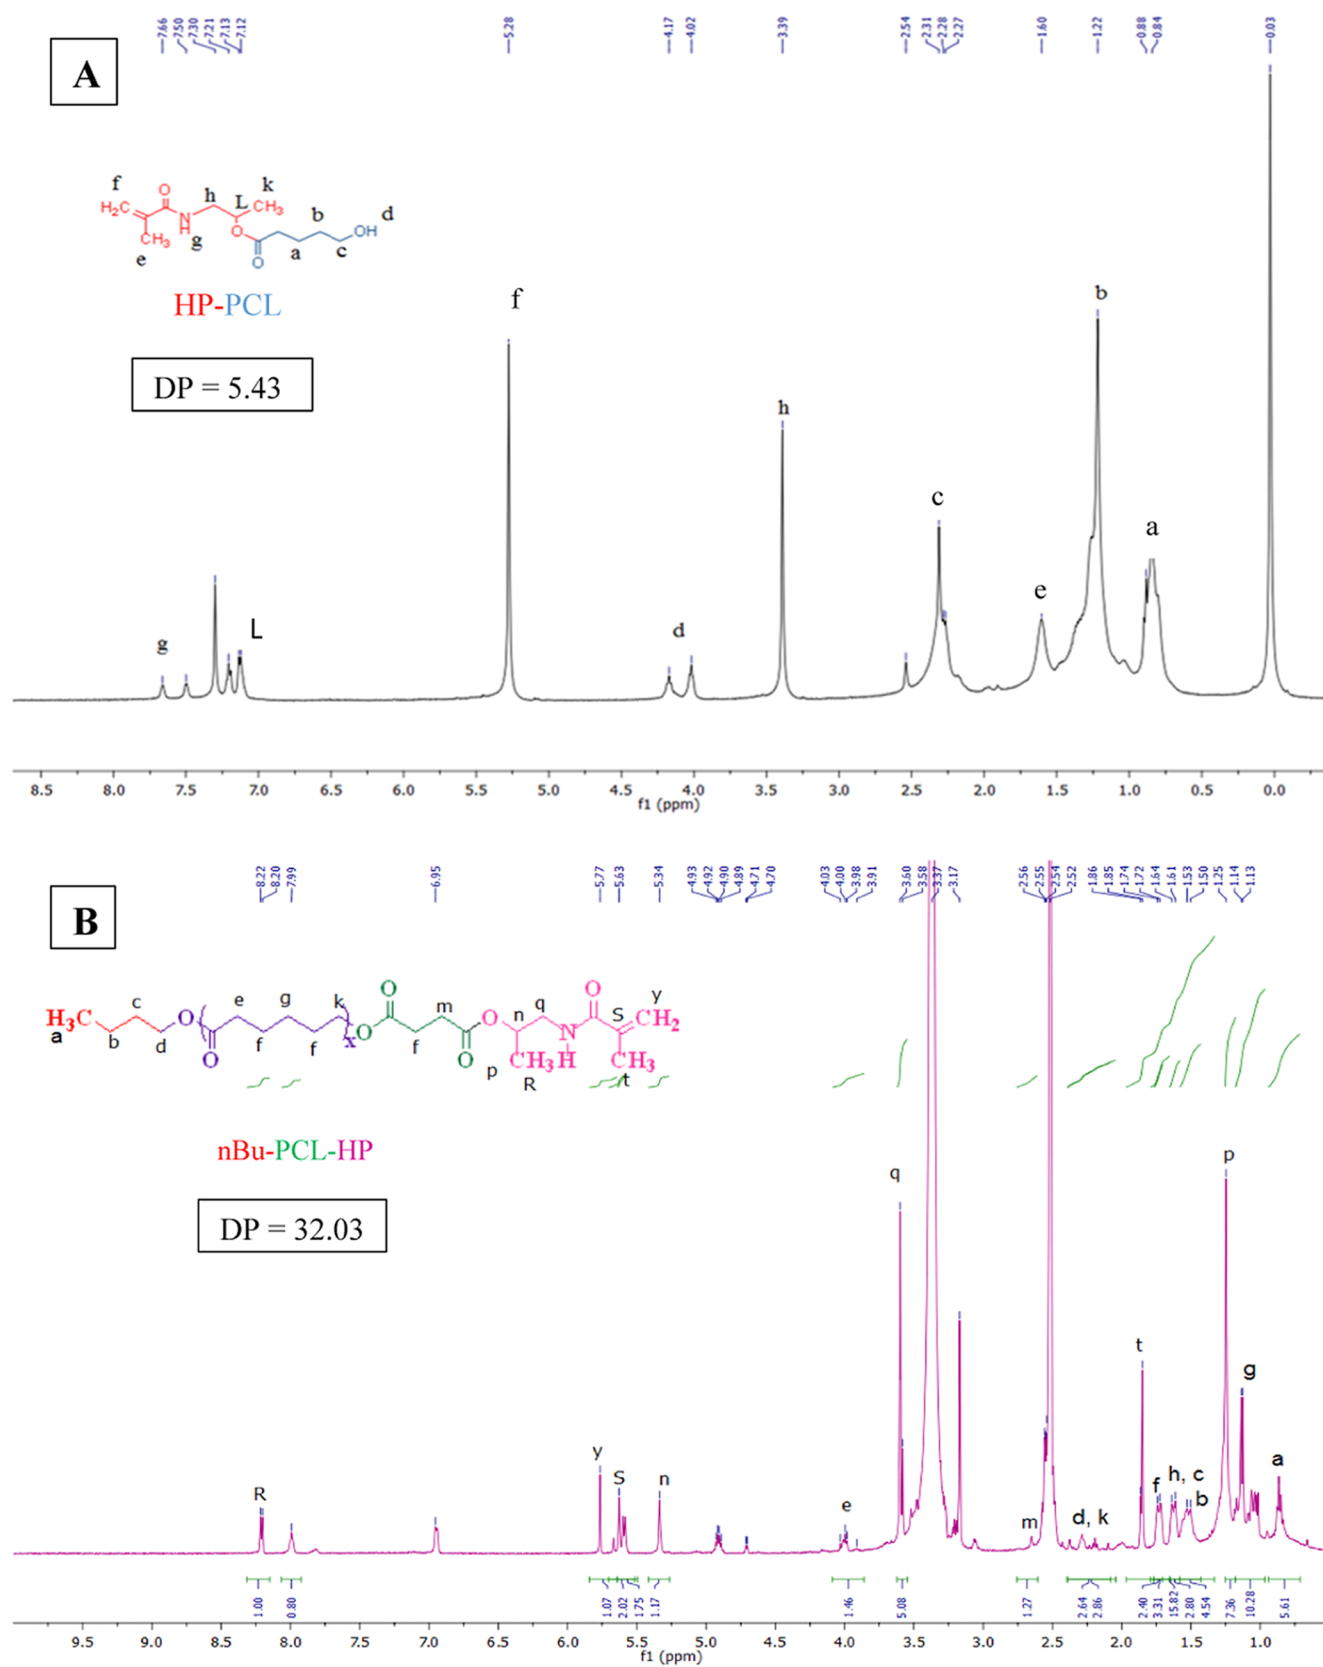 7.66 7.50 7.30 7.21 7.13 7.12 5.28 4.17 4.02 3.39 2.54 2.31 2.28 2.27 1.60 1.22 0.88 0.84 0.03
A
f O h L k
H₂C N H CH₃ b OH d
CH₃ g O a c
e O
HP-PCL
DP = 5.43
g L f d h c e b a
8.5 8.0 7.5 7.0 6.5 6.0 5.5 5.0 4.5 4.0 3.5 3.0 2.5 2.0 1.5 1.0 0.5 0.0
f1 (ppm)
8.22 8.20 7.99 6.95 5.77 5.63 5.34 4.93 4.92 4.90 4.89 4.71 4.70 4.03 4.00 3.98 3.91 3.60 3.58 3.37 3.17 2.56 2.55 2.54 2.52 1.86 1.85 1.74 1.72 1.64 1.61 1.53 1.50 1.25 1.14 1.13
B
c e g k O m q O y
H₃C O O O n N S CH₂
a b d O f f x O f O p CH₃ H CH₃
R t
nBu-PCL-HP
DP = 32.03
R y S n e q m d, k t f h, c b p g a
1.00 0.80 1.07 2.02 1.75 1.17 1.46 5.08 1.27 2.64 2.86 2.40 3.31 15.82 2.80 4.54 7.36 10.28 5.61
9.5 9.0 8.5 8.0 7.5 7.0 6.5 6.0 5.5 5.0 4.5 4.0 3.5 3.0 2.5 2.0 1.5 1.0
f1 (ppm)